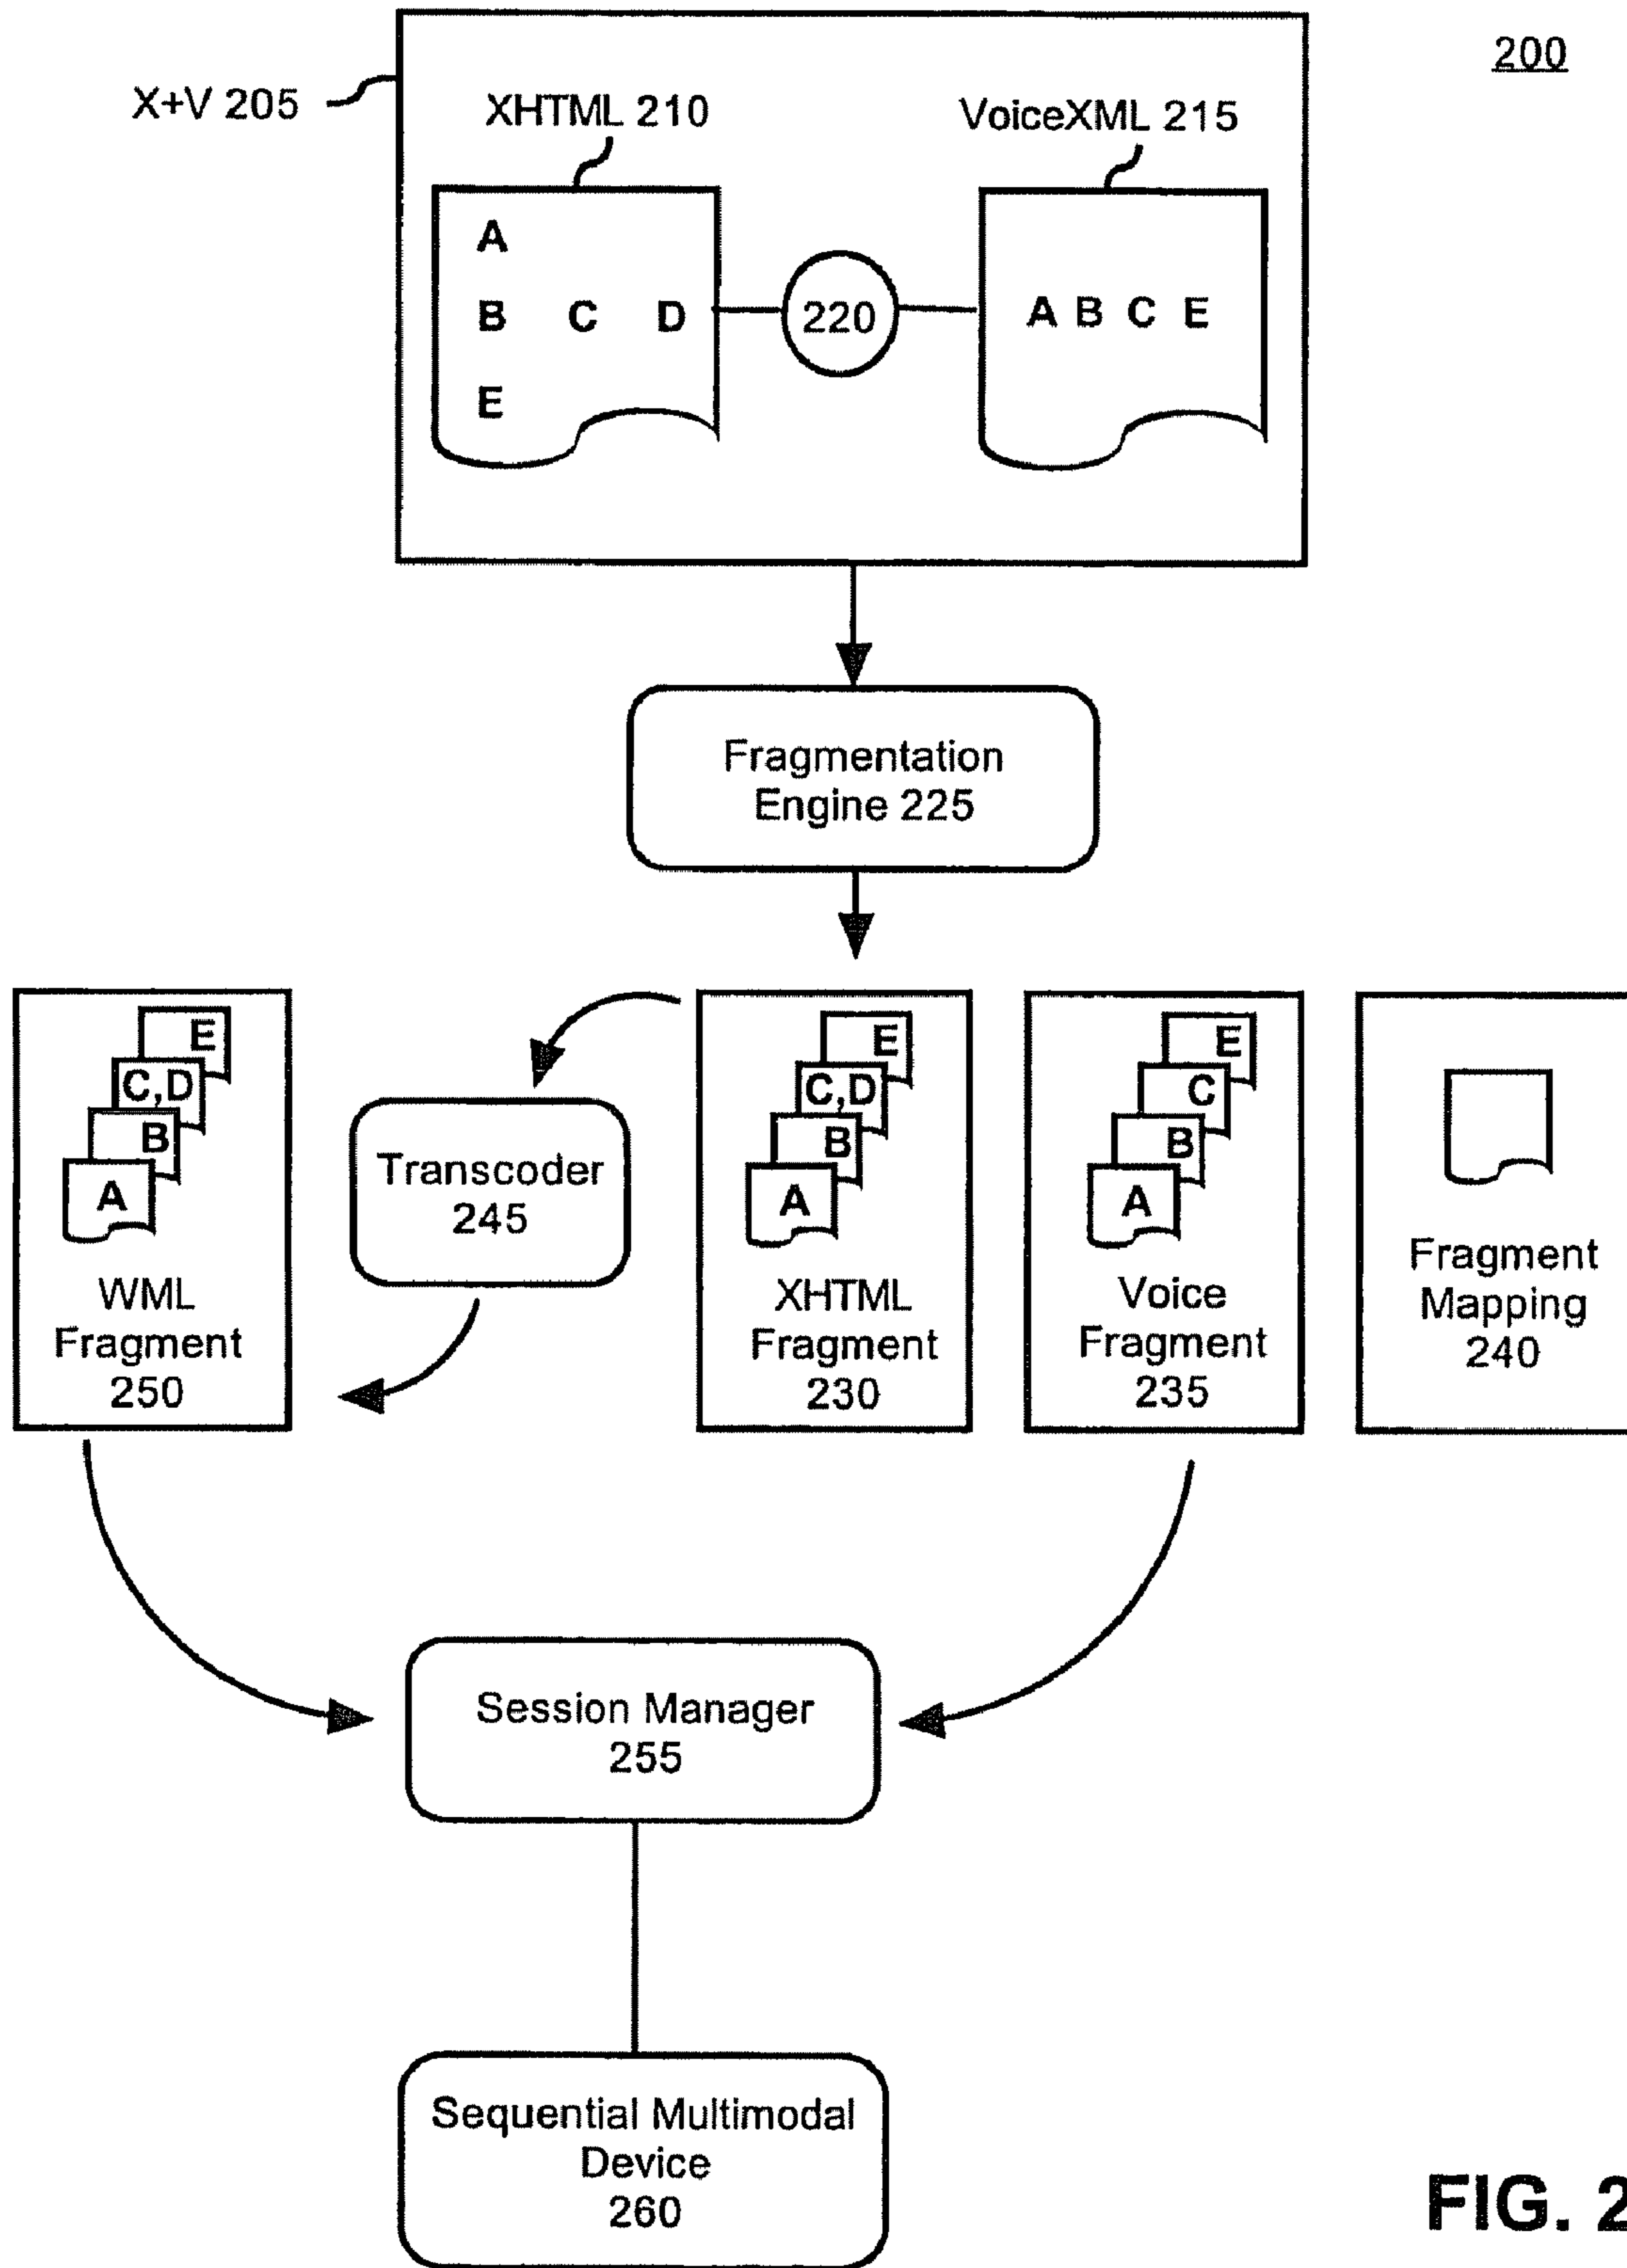 200
X+V 205
XHTML 210
VoiceXML 215
A
B C D
E
220
A B C E
Fragmentation
Engine 225
E
C,D
B
A
WML
Fragment
250
Transcoder
245
E
C,D
B
A
XHTML
Fragment
230
E
C
B
A
Voice
Fragment
235
Fragment
Mapping
240
Session Manager
255
Sequential Multimodal
Device
260
FIG. 2